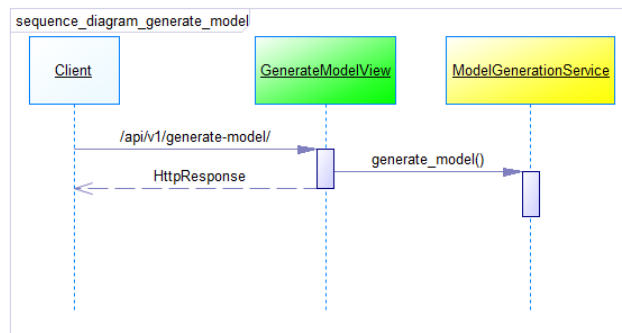 sequence_diagram_generate_model
Client
GenerateModelView
ModelGenerationService
/api/v1/generate-model/
generate_model()
HttpResponse